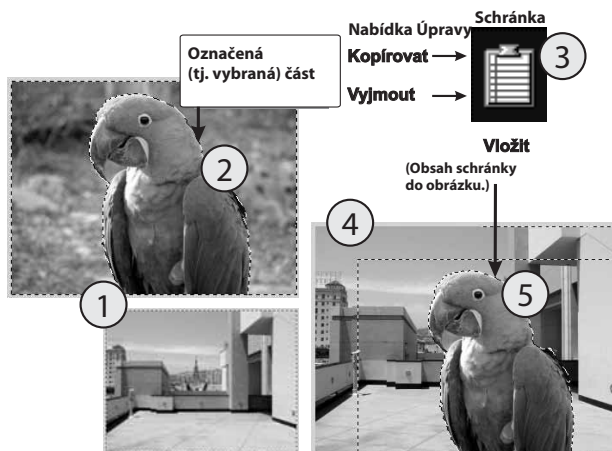 Označená
(tj. vybraná) část
Nabídka Úpravy
Schránka
Kopírovat
Vyjmout
3
Vložit
(Obsah schránky
do obrázku.)
2
4
1
5